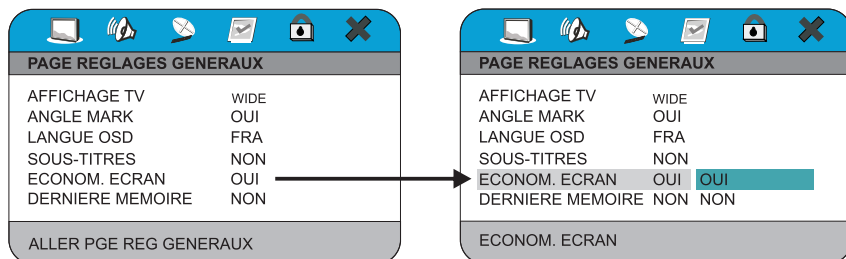 PAGE REGLAGES GENERAUX
AFFICHAGE TV WIDE
ANGLE MARK OUI
LANGUE OSD FRA
SOUS-TITRES NON
ECONOM. ECRAN OUI
DERNIERE MEMOIRE NON
ALLER PGE REG GENERAUX
PAGE REGLAGES GENERAUX
AFFICHAGE TV WIDE
ANGLE MARK OUI
LANGUE OSD FRA
SOUS-TITRES NON
ECONOM. ECRAN OUI OUI
DERNIERE MEMOIRE NON NON
ECONOM. ECRAN